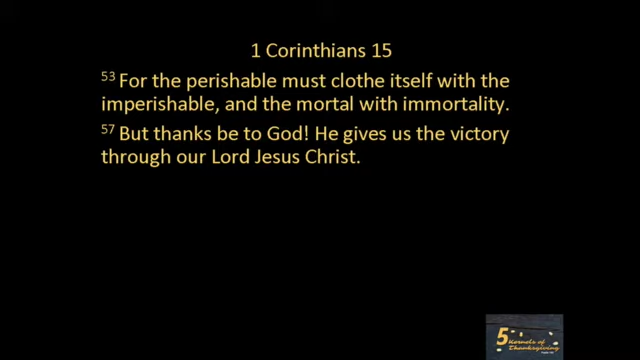 1 Corinthians 15
53 For the perishable must clothe itself with the
imperishable, and the mortal with immortality.
57 But thanks be to God! He gives us the victory
through our Lord Jesus Christ.
5 Kernels of
Thanksgiving